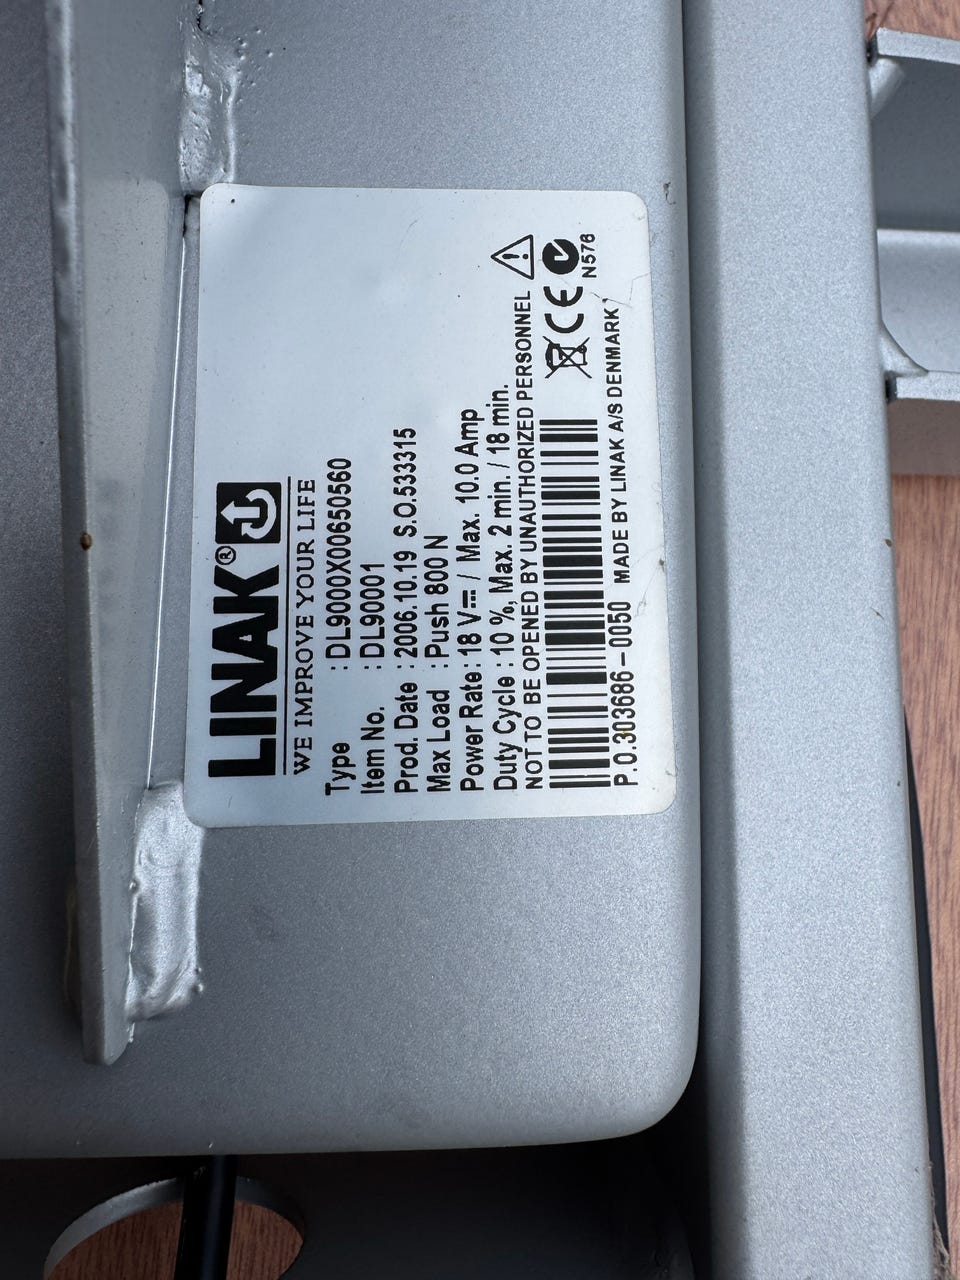 LINAK®
WE IMPROVE YOUR LIFE
Type : DL9000X00650560
Item No. : DL90001
Prod. Date : 2006.10.19 S.O.533315
Max Load : Push 800 N
Power Rate : 18 V⎓ / Max. 10.0 Amp
Duty Cycle : 10 %, Max. 2 min. / 18 min.
NOT TO BE OPENED BY UNAUTHORIZED PERSONNEL
CE
N576
P.O.303686-0050 MADE BY LINAK A/S DENMARK